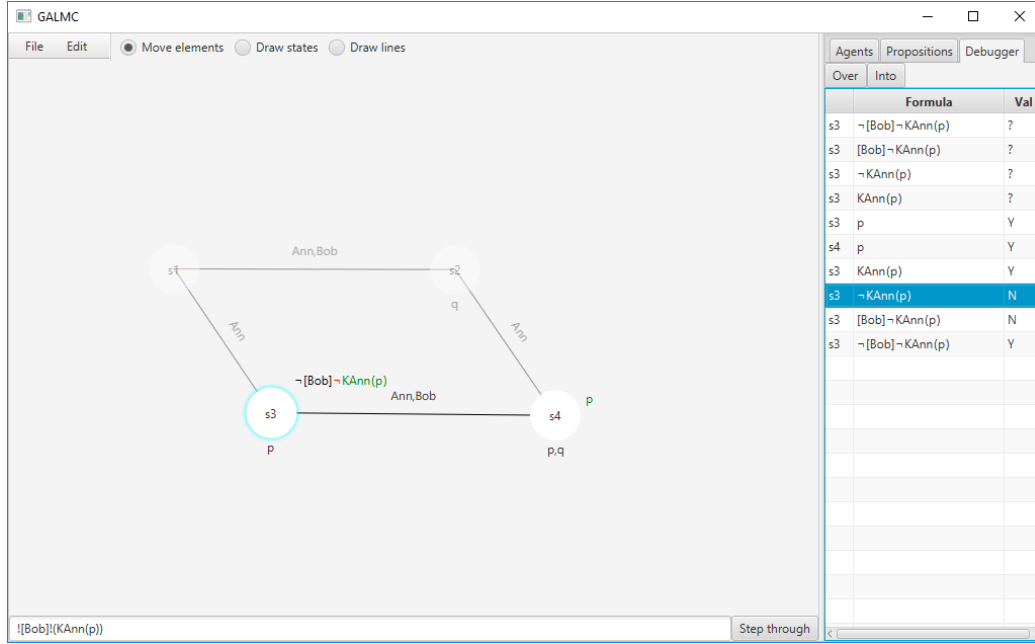 GALMC
File Edit Move elements Draw states Draw lines
Agents Propositions Debugger
Over Into
Formula Val
s3 ¬[Bob]¬KAnn(p) ?
s3 [Bob]¬KAnn(p) ?
s3 ¬KAnn(p) ?
s3 KAnn(p) ?
s3 p Y
s4 p Y
s3 KAnn(p) Y
s3 ¬KAnn(p) N
s3 [Bob]¬KAnn(p) N
s3 ¬[Bob]¬KAnn(p) Y
Ann,Bob
s1 s2
q
Ann Ann
¬[Bob]¬KAnn(p)
Ann,Bob
p
s3 s4
p p,q
![Bob]!(KAnn(p)) Step through